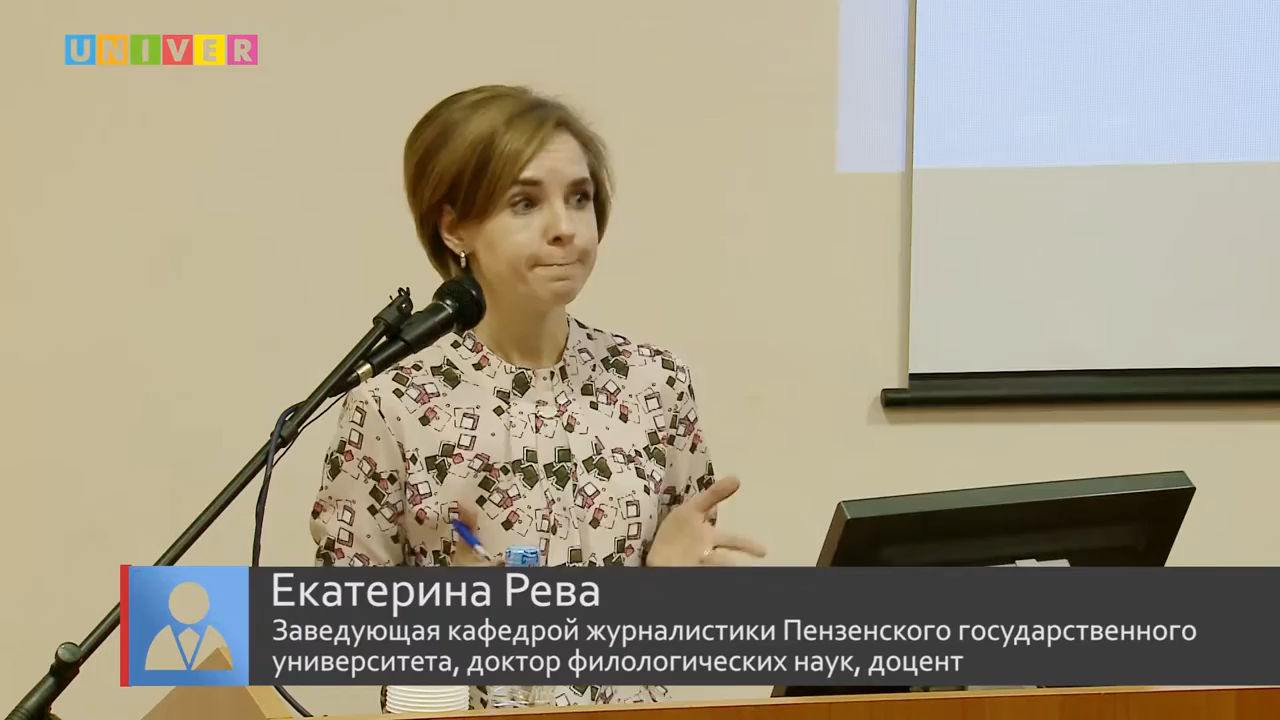 UNIVER
Екатерина Рева
Заведующая кафедрой журналистики Пензенского государственного
университета, доктор филологических наук, доцент